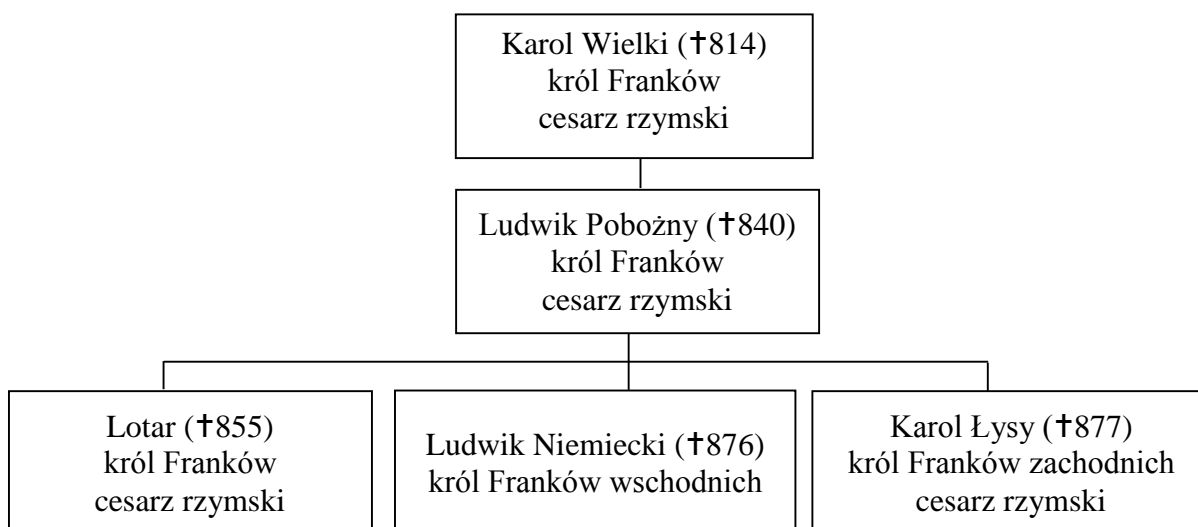 Karol Wielki (✝814)
król Franków
cesarz rzymski
Ludwik Pobożny (✝840)
król Franków
cesarz rzymski
Lotar (✝855)
król Franków
cesarz rzymski
Ludwik Niemiecki (✝876)
król Franków wschodnich
Karol Łysy (✝877)
król Franków zachodnich
cesarz rzymski